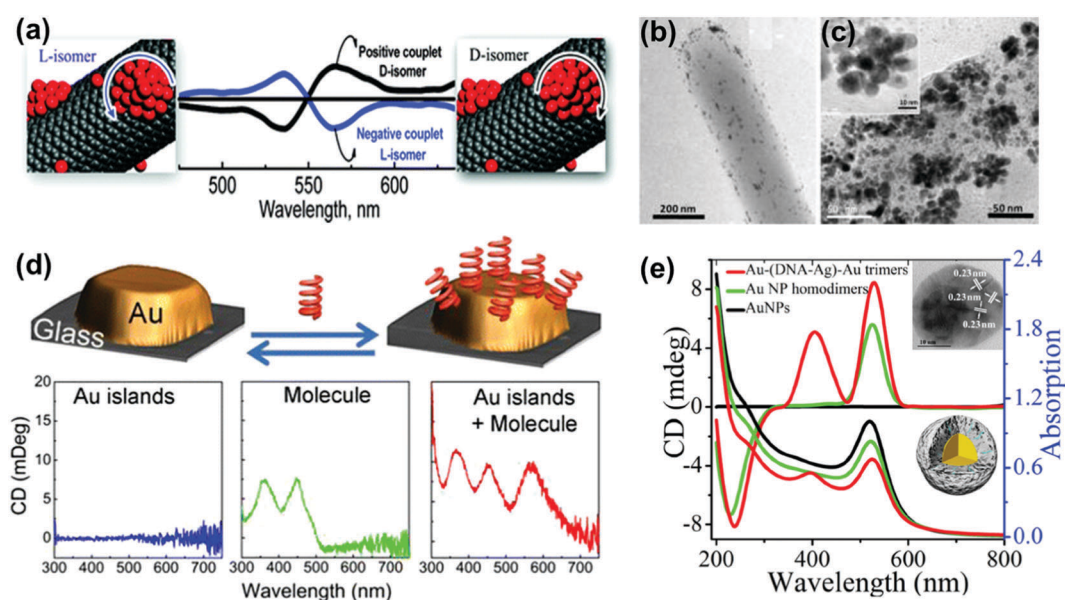 (a)
L-isomer
Positive couplet
D-isomer
D-isomer
Negative couplet
L-isomer
500
550
600
Wavelength, nm
(b)
200 nm
(c)
10 nm
50 nm
(d)
Au
Glass
Au islands
Molecule
Au islands
+ Molecule
CD (mDeg)
20
15
10
5
0
300 400 500 600 700
300 400 500 600 700
300 400 500 600 700
Wavelength (nm)
(e)
Au-(DNA-Ag)-Au trimers
Au NP homodimers
AuNPs
0.23nm
0.23nm
0.23nm
10 nm
CD (mdeg)
8
4
0
-4
-8
2.4
1.8
1.2
0.6
0.0
Absorption
200 300 400 500 600 700 800
Wavelength (nm)